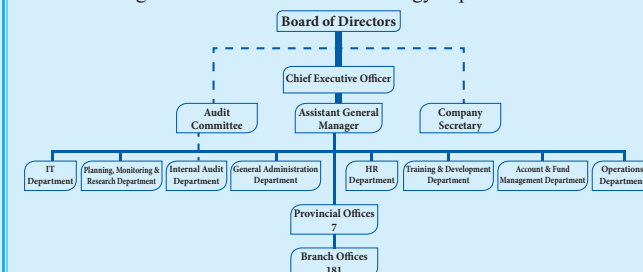 Board of Directors
Chief Executive Officer
Audit
Committee
Assistant General
Manager
Company
Secretary
IT
Department
Planning, Monitoring &
Research Department
Internal Audit
Department
General Administration
Department
HR
Department
Training & Development
Department
Account & Fund
Management Department
Operations
Department
Provincial Offices
7
Branch Offices
181